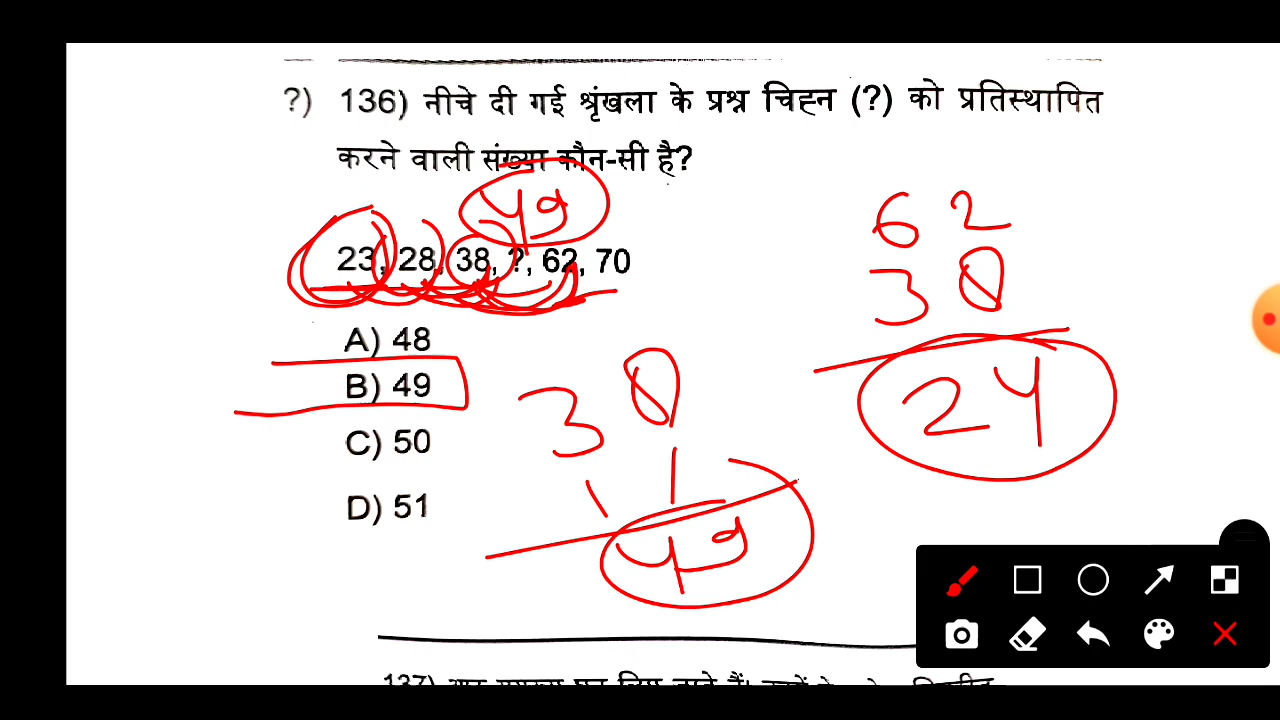 ?) 136) नीचे दी गई श्रृंखला के प्रश्न चिह्न (?) को प्रतिस्थापित
करने वाली संख्या कौन-सी है?
49
23, 28, 38, ?, 62, 70
A) 48
B) 49
C) 50
D) 51
62
38
24
38
11
49